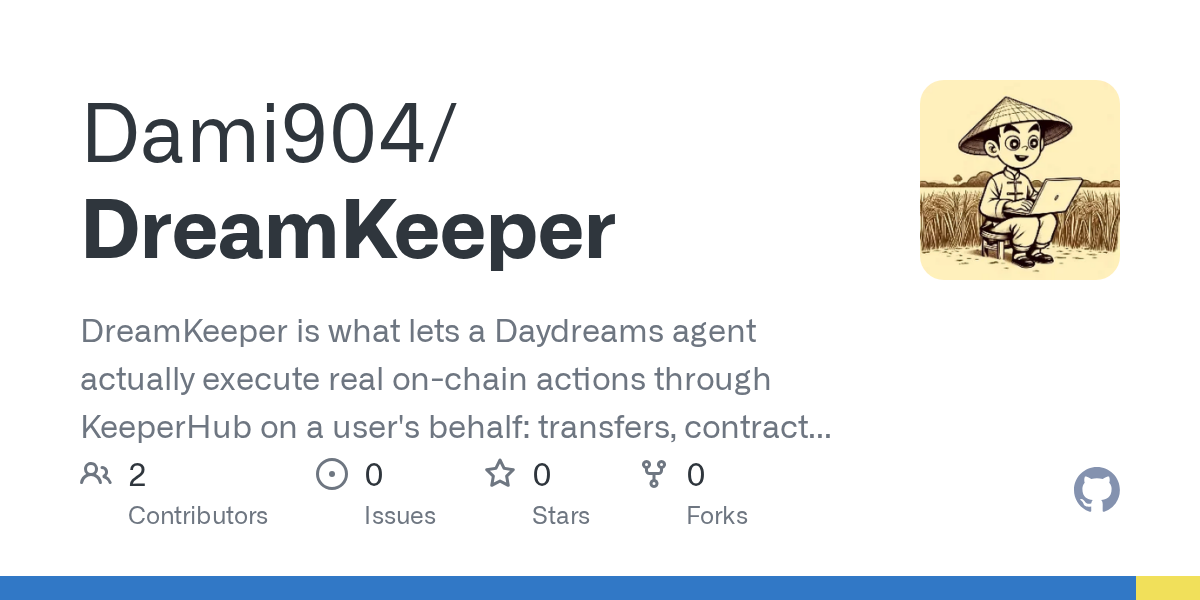 Dami904/
DreamKeeper
DreamKeeper is what lets a Daydreams agent
actually execute real on-chain actions through
KeeperHub on a user's behalf: transfers, contract...
2 0 0 0
Contributors Issues Stars Forks